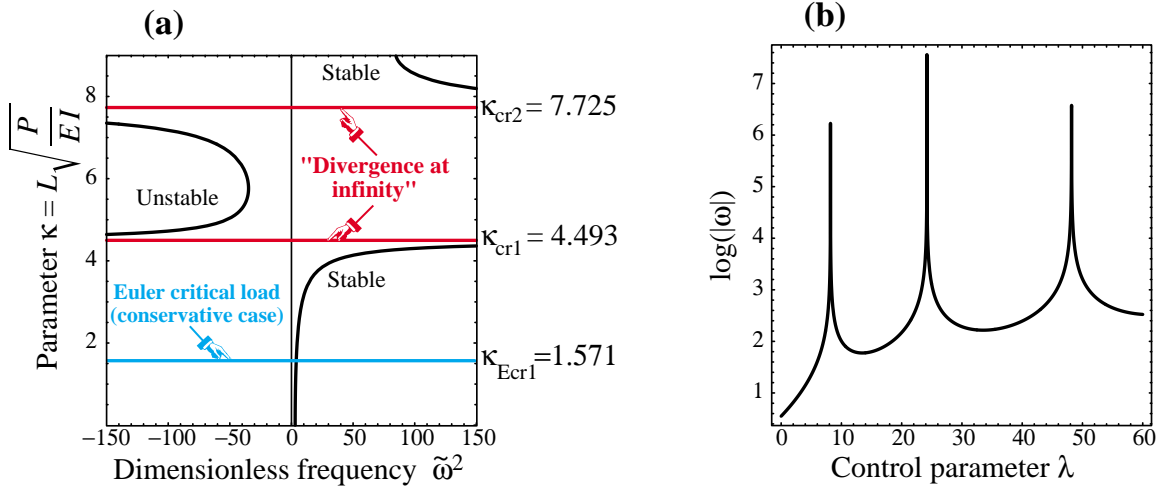 (a)
Stable
8
6
4
2
Parameter κ = L√(P/EI)
κcr2 = 7.725
"Divergence at
infinity"
Unstable
κcr1 = 4.493
Stable
Euler critical load
(conservative case)
κEcr1 =1.571
−150 −100 −50 0 50 100 150
Dimensionless frequency ω̃²
(b)
7
6
5
4
3
2
1
log(|ω|)
0 10 20 30 40 50 60
Control parameter λ